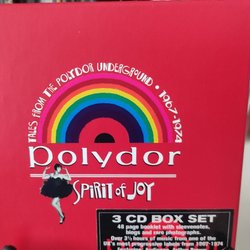 TALES FROM THE POLYDOR UNDERGROUND • 1967-1974
polydor
SPIRIT of JOY
3 CD BOX SET
48 page booklet with sleevenotes,
biogs and rare photographs.
Over 3½ hours of music from one of the
UK's most progressive labels from 1967-1974